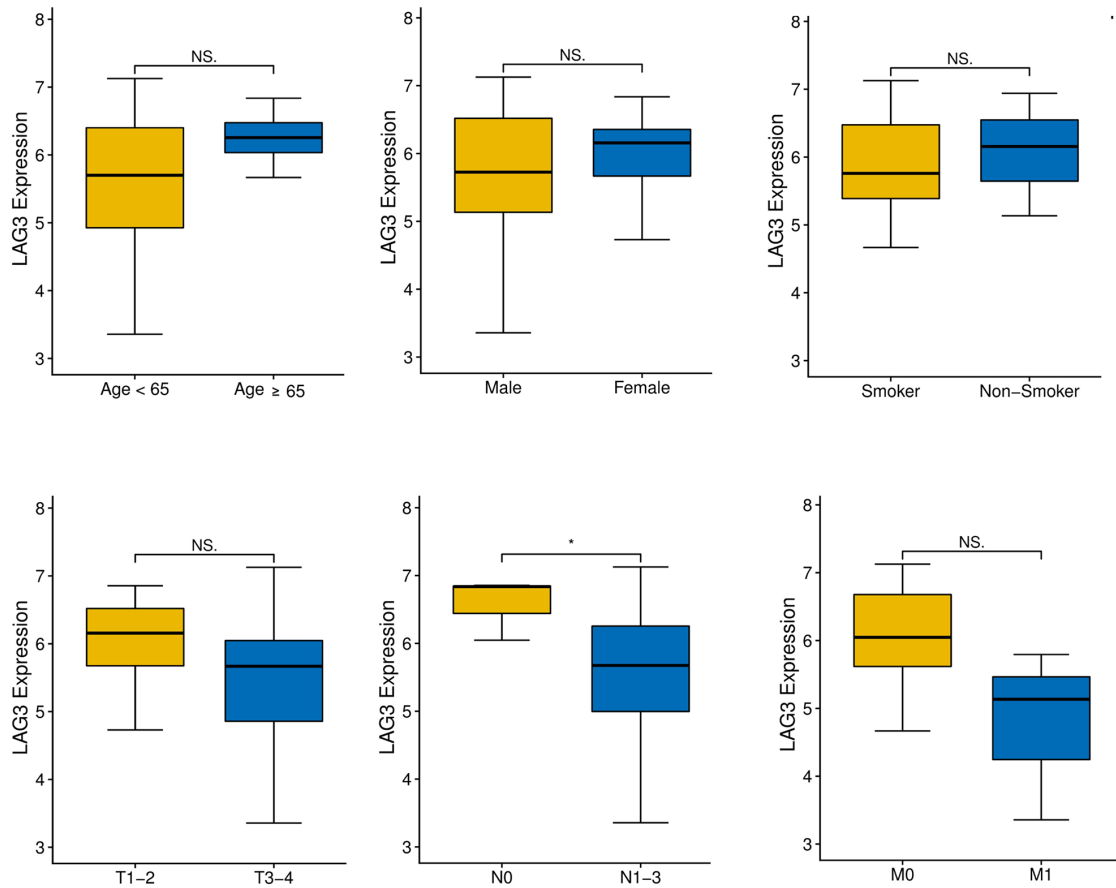 LAG3 Expression
8
7
6
5
4
3
NS.
Age < 65
Age ≥ 65
LAG3 Expression
8
7
6
5
4
3
NS.
Male
Female
LAG3 Expression
8
7
6
5
4
3
NS.
Smoker
Non−Smoker
LAG3 Expression
8
7
6
5
4
3
NS.
T1−2
T3−4
LAG3 Expression
8
7
6
5
4
3
*
N0
N1−3
LAG3 Expression
8
7
6
5
4
3
NS.
M0
M1